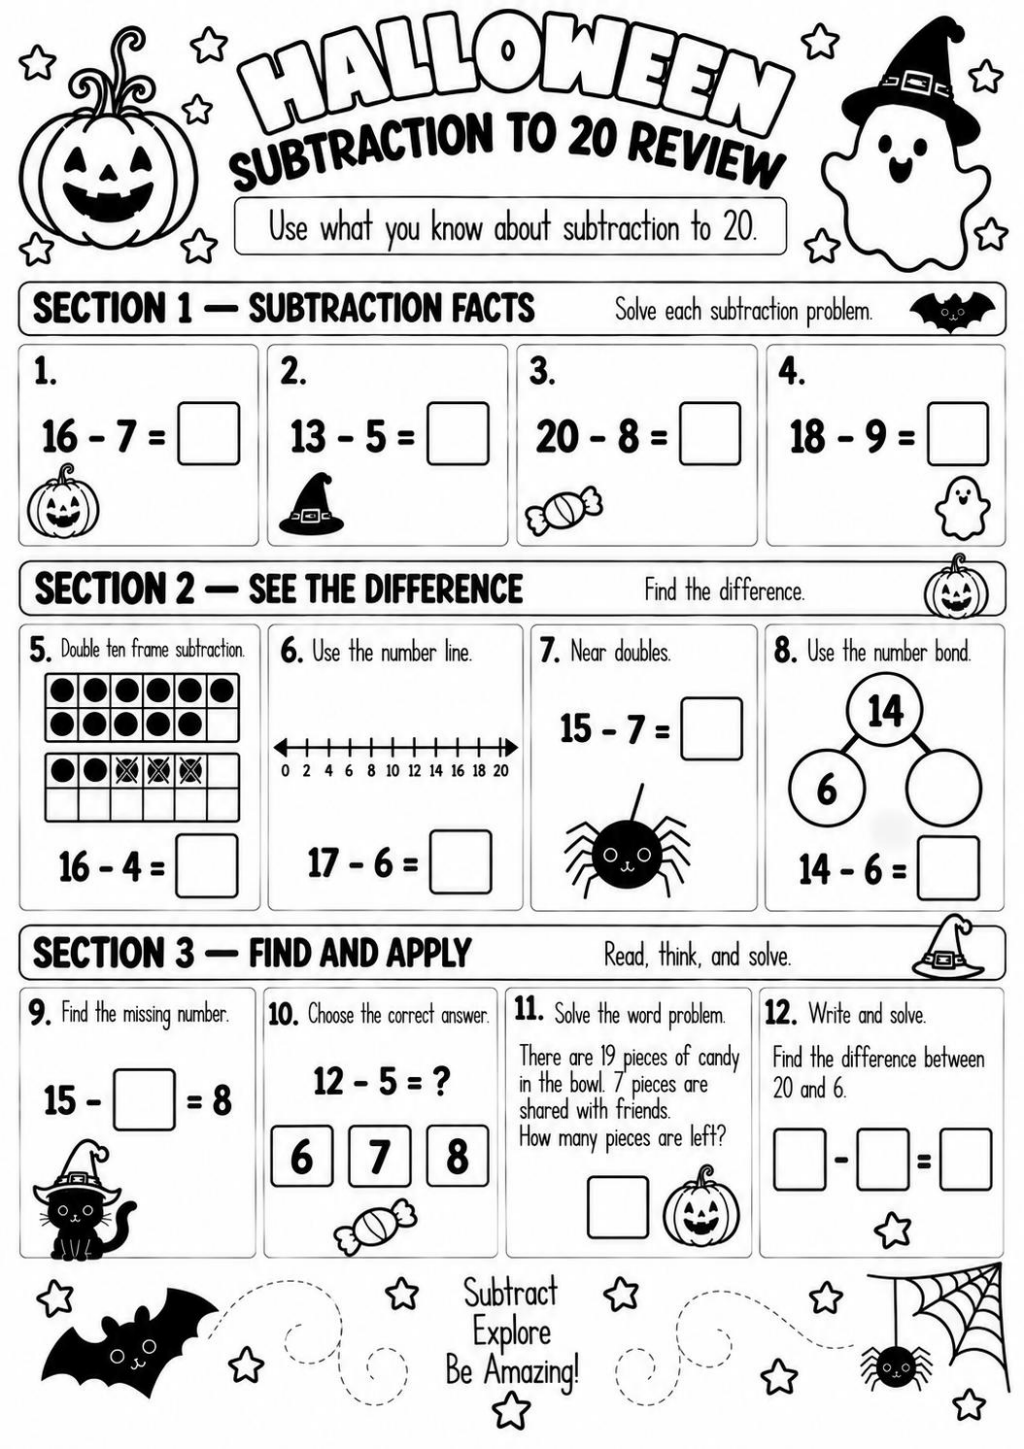 HALLOWEEN
SUBTRACTION TO 20 REVIEW
Use what you know about subtraction to 20.
SECTION 1 — SUBTRACTION FACTS
Solve each subtraction problem.
1.
16 - 7 =
2.
13 - 5 =
3.
20 - 8 =
4.
18 - 9 =
SECTION 2 — SEE THE DIFFERENCE
Find the difference.
5. Double ten frame subtraction.
16 - 4 =
6. Use the number line.
0 2 4 6 8 10 12 14 16 18 20
17 - 6 =
7. Near doubles.
15 - 7 =
8. Use the number bond.
14
6
14 - 6 =
SECTION 3 — FIND AND APPLY
Read, think, and solve.
9. Find the missing number.
15 - = 8
10. Choose the correct answer.
12 - 5 = ?
6 7 8
11. Solve the word problem.
There are 19 pieces of candy
in the bowl. 7 pieces are
shared with friends.
How many pieces are left?
12. Write and solve.
Find the difference between
20 and 6.
- =
Subtract
Explore
Be Amazing!